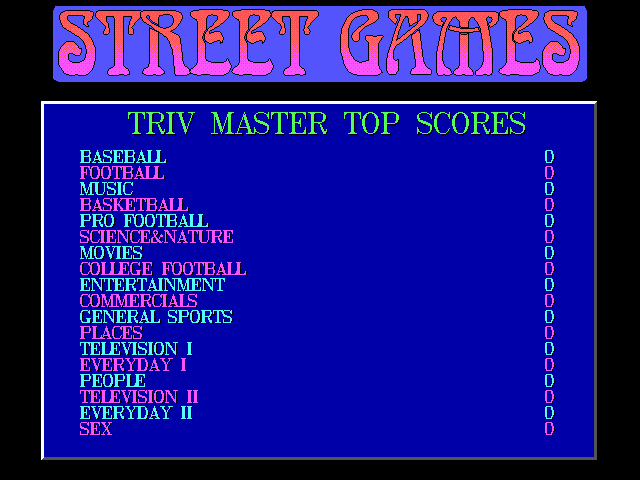 STREET GAMES
TRIV MASTER TOP SCORES
BASEBALL 0
FOOTBALL 0
MUSIC 0
BASKETBALL 0
PRO FOOTBALL 0
SCIENCE&NATURE 0
MOVIES 0
COLLEGE FOOTBALL 0
ENTERTAINMENT 0
COMMERCIALS 0
GENERAL SPORTS 0
PLACES 0
TELEVISION I 0
EVERYDAY I 0
PEOPLE 0
TELEVISION II 0
EVERYDAY II 0
SEX 0